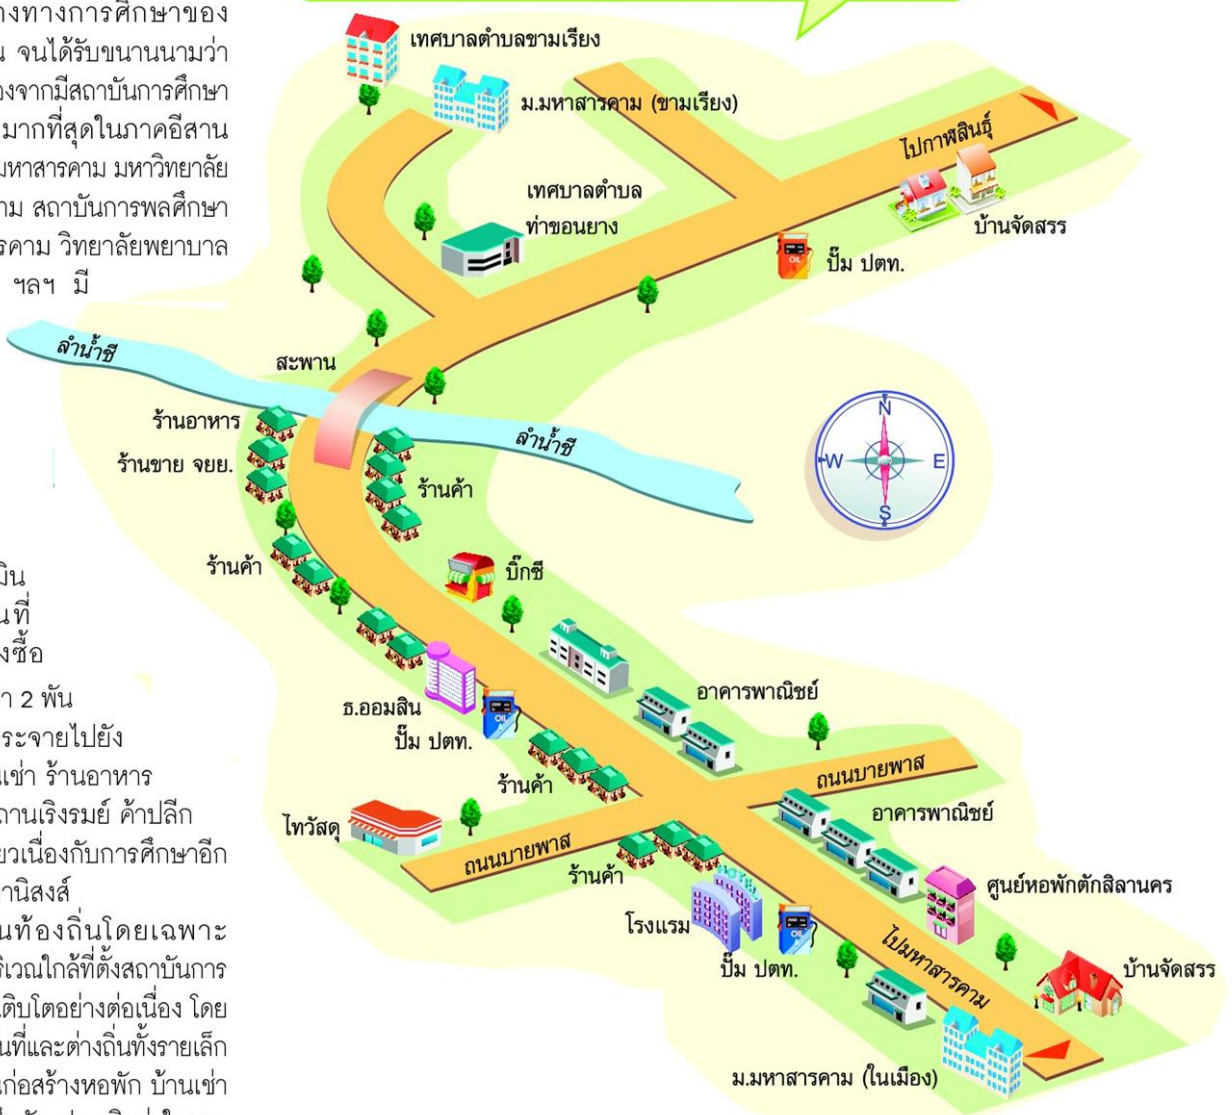 างทางการศึกษาของ
น จนได้รับขนานนามว่า
องจากมีสถาบันการศึกษา
มากที่สุดในภาคอีสาน
มหาสารคาม มหาวิทยาลัย
าม สถาบันการพลศึกษา
รคาม วิทยาลัยพยาบาล
ฯลฯ มี
มิน
นที่
งซื้อ
า 2 พัน
ระจายไปยัง
นเช่า ร้านอาหาร
ถานเริงรมย์ ค้าปลีก
ยวเนื่องกับการศึกษาอีก
านิสงส์
นท้องถิ่นโดยเฉพาะ
ริเวณใกล้ที่ตั้งสถาบันการ
เติบโตอย่างต่อเนื่อง โดย
นที่และต่างถิ่นทั้งรายเล็ก
นก่อสร้างหอพัก บ้านเช่า
เทศบาลตำบลขามเรียง
ม.มหาสารคาม (ขามเรียง)
ไปกาฬสินธุ์
เทศบาลตำบล
ท่าขอนยาง
บ้านจัดสรร
OIL
ปั๊ม ปตท.
ลำน้ำชี
สะพาน
ร้านอาหาร
ร้านขาย จยย.
ลำน้ำชี
ร้านค้า
N
W
E
S
ร้านค้า
บิ๊กซี
อาคารพาณิชย์
ธ.ออมสิน
OIL
ปั๊ม ปตท.
ร้านค้า
ถนนบายพาส
อาคารพาณิชย์
ไทวัสดุ
ถนนบายพาส
ร้านค้า
HOTEL
โรงแรม
OIL
ปั๊ม ปตท.
ศูนย์หอพักตักสิลานคร
ไปมหาสารคาม
บ้านจัดสรร
ม.มหาสารคาม (ในเมือง)